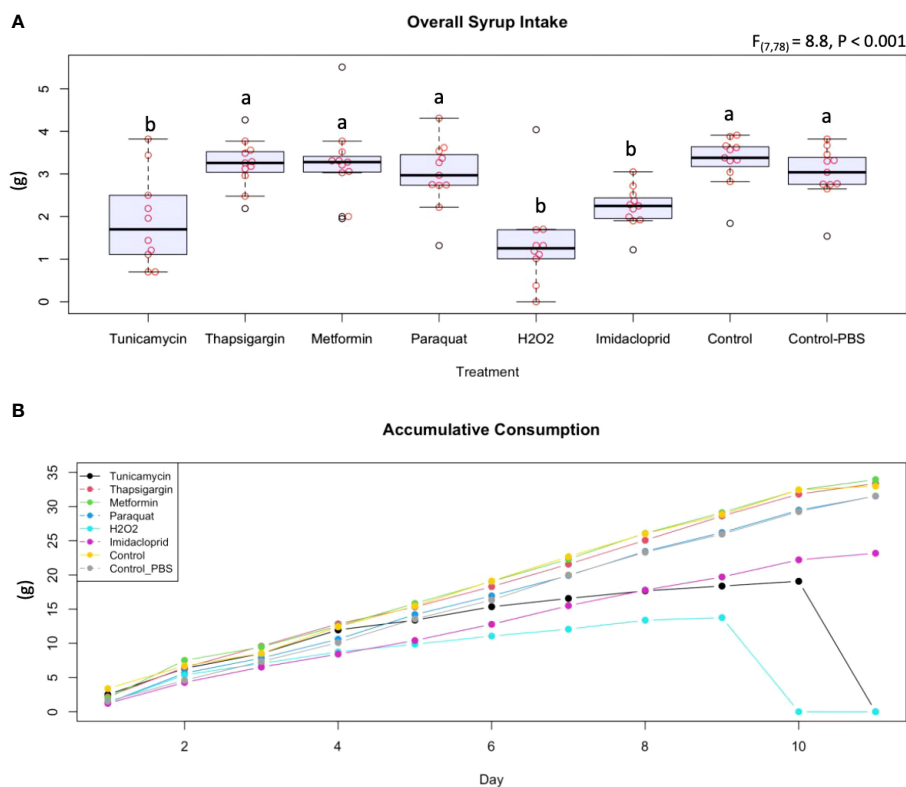 A
Overall Syrup Intake
F(7,78) = 8.8, P < 0.001
(g)
0 1 2 3 4 5
b a a a b b a a
Tunicamycin Thapsigargin Metformin Paraquat H2O2 Imidacloprid Control Control-PBS
Treatment
B
Accumulative Consumption
(g)
0 5 10 15 20 25 30 35
Tunicamycin
Thapsigargin
Metformin
Paraquat
H2O2
Imidacloprid
Control
Control_PBS
2 4 6 8 10
Day